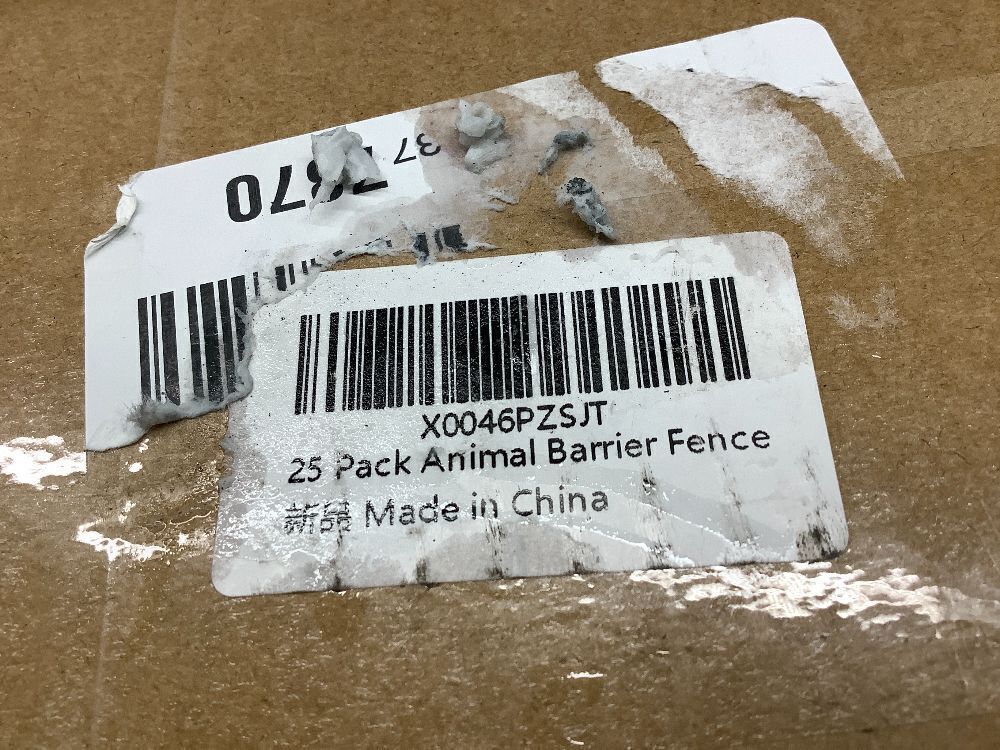 X0046PZSJT
25 Pack Animal Barrier Fence
新品 Made in China